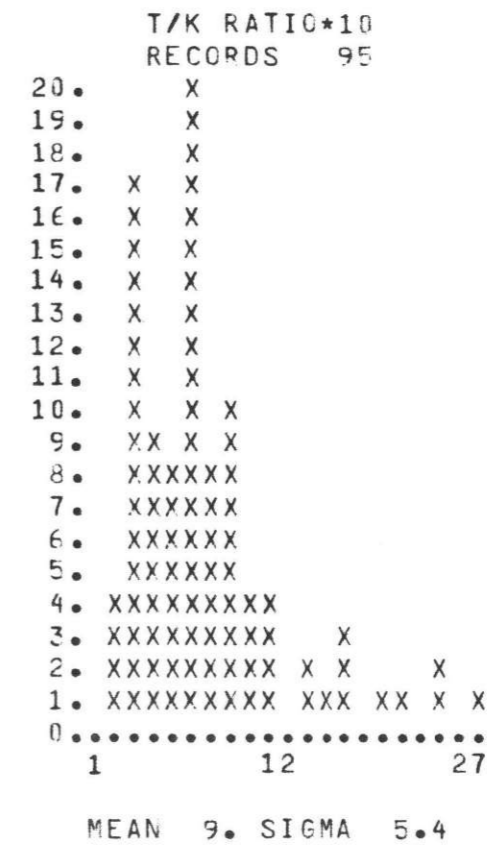 T/K RATIO*10
RECORDS   95
20.     X
19.     X
18.     X
17.  X  X
16.  X  X
15.  X  X
14.  X  X
13.  X  X
12.  X  X
11.  X  X
10.  X  X X
9.  XX X X
8.  XXXXXX
7.  XXXXXX
6.  XXXXXX
5.  XXXXXX
4. XXXXXXXXX
3. XXXXXXXXX   X
2. XXXXXXXXX X X    X
1. XXXXXXXXX XXX XX X X
0......................
1         12        27
MEAN  9. SIGMA  5.4